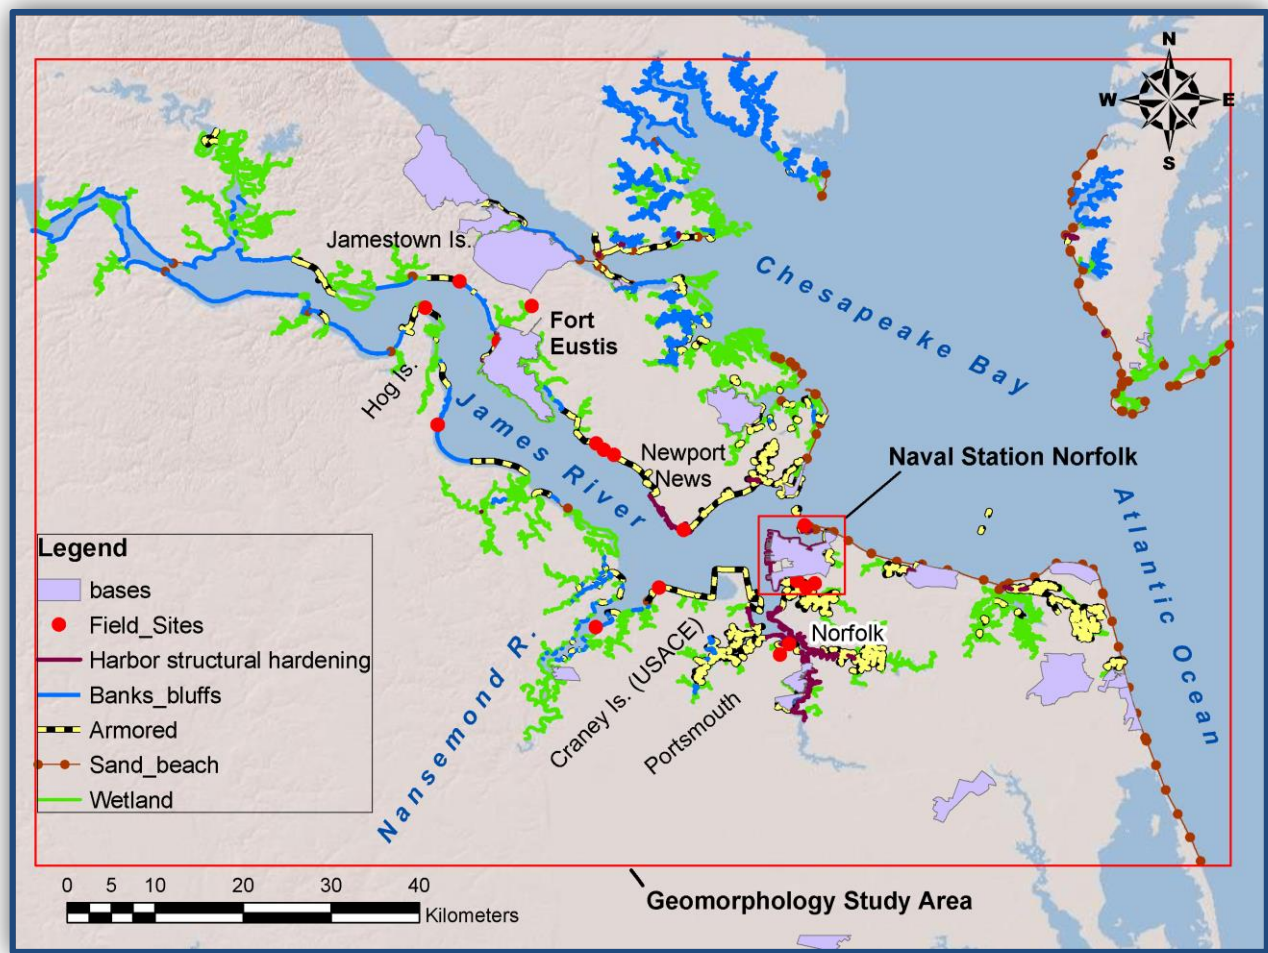 N
W
E
S
Jamestown Is.
Chesapeake Bay
Fort
Eustis
Hog Is.
James River
Newport
News
Naval Station Norfolk
Atlantic Ocean
Legend
bases
Field_Sites
Harbor structural hardening
Banks_bluffs
Armored
Sand_beach
Wetland
Nansemond R.
Craney Is. (USACE)
Portsmouth
Norfolk
0 5 10 20 30 40
Kilometers
Geomorphology Study Area